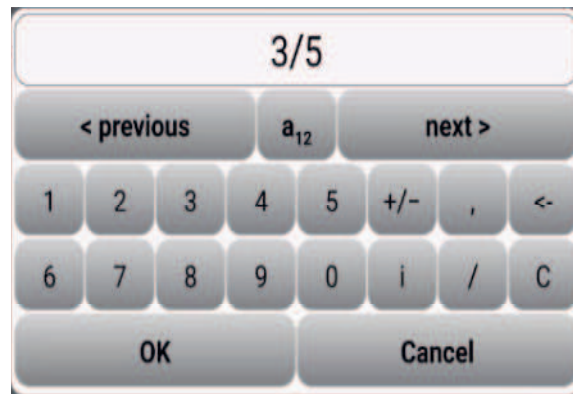 3/5
< previous a12 next >
1 2 3 4 5 +/− , <-
6 7 8 9 0 i / C
OK Cancel